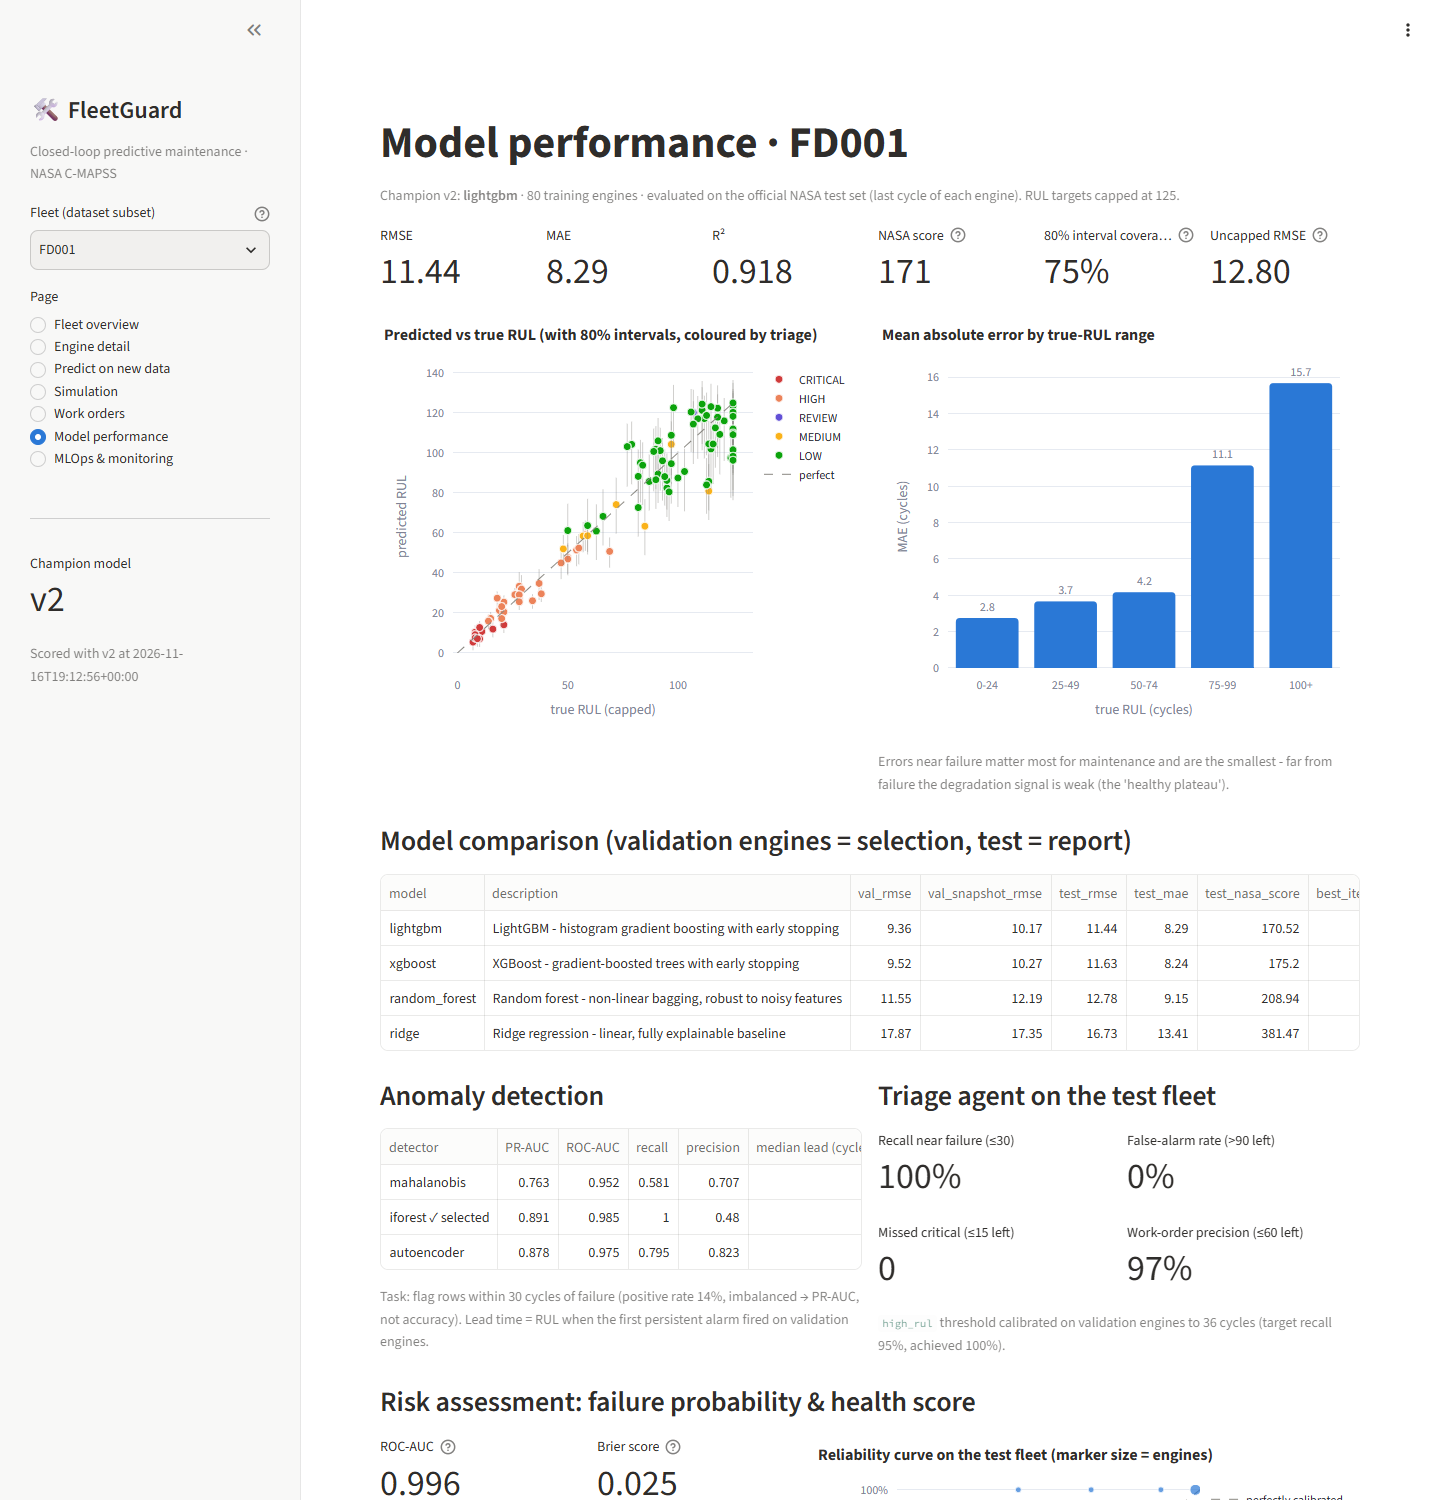 🛠️ FleetGuard
Closed-loop predictive maintenance ·
NASA C-MAPSS
Fleet (dataset subset)
FD001
Page
Fleet overview
Engine detail
Predict on new data
Simulation
Work orders
Model performance
MLOps & monitoring
Champion model
v2
Scored with v2 at 2026-11-
16T19:12:56+00:00
Model performance · FD001
Champion v2: lightgbm · 80 training engines · evaluated on the official NASA test set (last cycle of each engine). RUL targets capped at 125.
RMSE MAE R² NASA score 80% interval covera... Uncapped RMSE
11.44 8.29 0.918 171 75% 12.80
Predicted vs true RUL (with 80% intervals, coloured by triage)
140
120
100
80
60
40
20
0
predicted RUL
0 50 100
true RUL (capped)
CRITICAL
HIGH
REVIEW
MEDIUM
LOW
perfect
Mean absolute error by true-RUL range
16
14
12
10
8
6
4
2
0
MAE (cycles)
2.8 3.7 4.2 11.1 15.7
0-24 25-49 50-74 75-99 100+
true RUL (cycles)
Errors near failure matter most for maintenance and are the smallest - far from
failure the degradation signal is weak (the 'healthy plateau').
Model comparison (validation engines = selection, test = report)
model description val_rmse val_snapshot_rmse test_rmse test_mae test_nasa_score best_ite
lightgbm LightGBM - histogram gradient boosting with early stopping 9.36 10.17 11.44 8.29 170.52
xgboost XGBoost - gradient-boosted trees with early stopping 9.52 10.27 11.63 8.24 175.2
random_forest Random forest - non-linear bagging, robust to noisy features 11.55 12.19 12.78 9.15 208.94
ridge Ridge regression - linear, fully explainable baseline 17.87 17.35 16.73 13.41 381.47
Anomaly detection
detector PR-AUC ROC-AUC recall precision median lead (cycle
mahalanobis 0.763 0.952 0.581 0.707
iforest ✓ selected 0.891 0.985 1 0.48
autoencoder 0.878 0.975 0.795 0.823
Task: flag rows within 30 cycles of failure (positive rate 14%, imbalanced → PR-AUC,
not accuracy). Lead time = RUL when the first persistent alarm fired on validation
engines.
Triage agent on the test fleet
Recall near failure (≤30) False-alarm rate (>90 left)
100% 0%
Missed critical (≤15 left) Work-order precision (≤60 left)
0 97%
high_rul threshold calibrated on validation engines to 36 cycles (target recall
95%, achieved 100%).
Risk assessment: failure probability & health score
ROC-AUC Brier score
0.996 0.025
Reliability curve on the test fleet (marker size = engines)
100%
perfectly calibrated